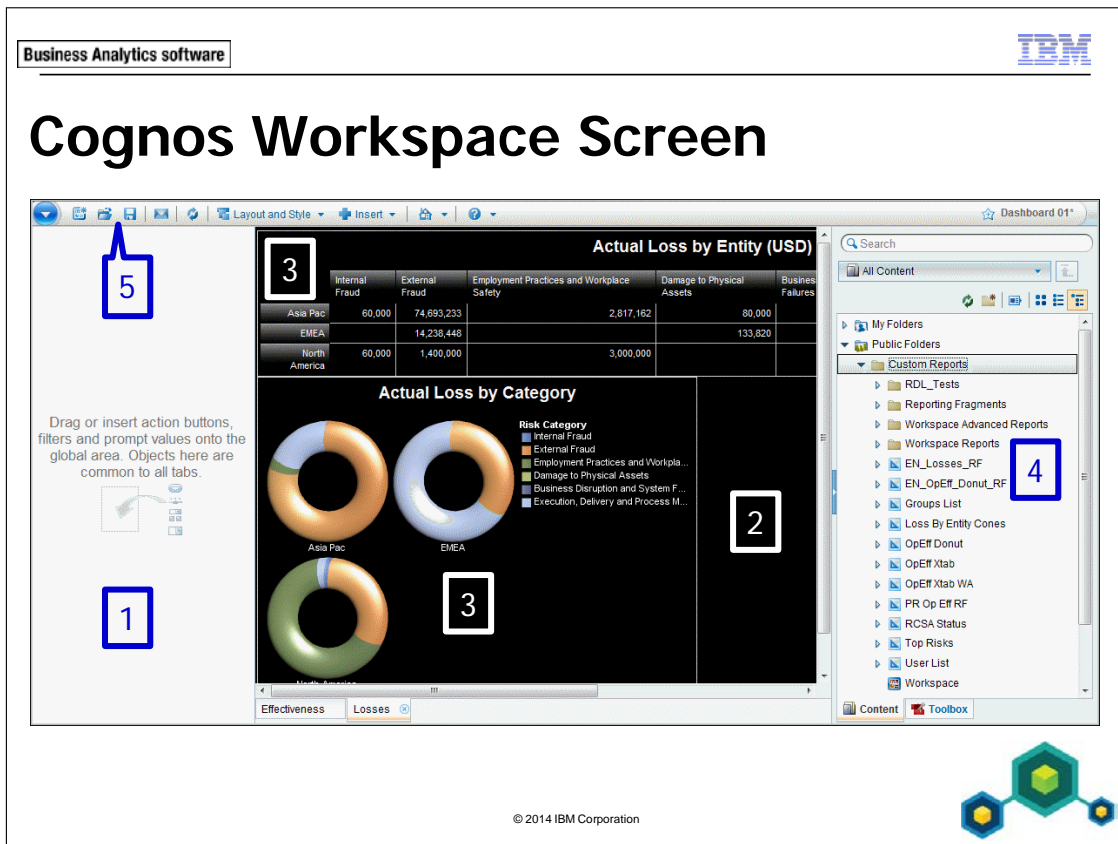 Business Analytics software
IBM
Cognos Workspace Screen
Layout and Style
Insert
Dashboard 01*
5
3
Actual Loss by Entity (USD)
Internal Fraud
External Fraud
Employment Practices and Workplace Safety
Damage to Physical Assets
Busines Failures
Asia Pac 60,000 74,693,233 2,817,162 80,000
EMEA 14,238,448 133,820
North America 60,000 1,400,000 3,000,000
Drag or insert action buttons,
filters and prompt values onto the
global area. Objects here are
common to all tabs.
1
Actual Loss by Category
Risk Category
Internal Fraud
External Fraud
Employment Practices and Workpla...
Damage to Physical Assets
Business Disruption and System F...
Execution, Delivery and Process M...
Asia Pac
EMEA
North America
2
3
Effectiveness
Losses
Search
All Content
My Folders
Public Folders
Custom Reports
RDL_Tests
Reporting Fragments
Workspace Advanced Reports
Workspace Reports
EN_Losses_RF
EN_OpEff_Donut_RF
Groups List
Loss By Entity Cones
OpEff Donut
OpEff Xtab
OpEff Xtab WA
PR Op Eff RF
RCSA Status
Top Risks
User List
Workspace
4
Content
Toolbox
© 2014 IBM Corporation